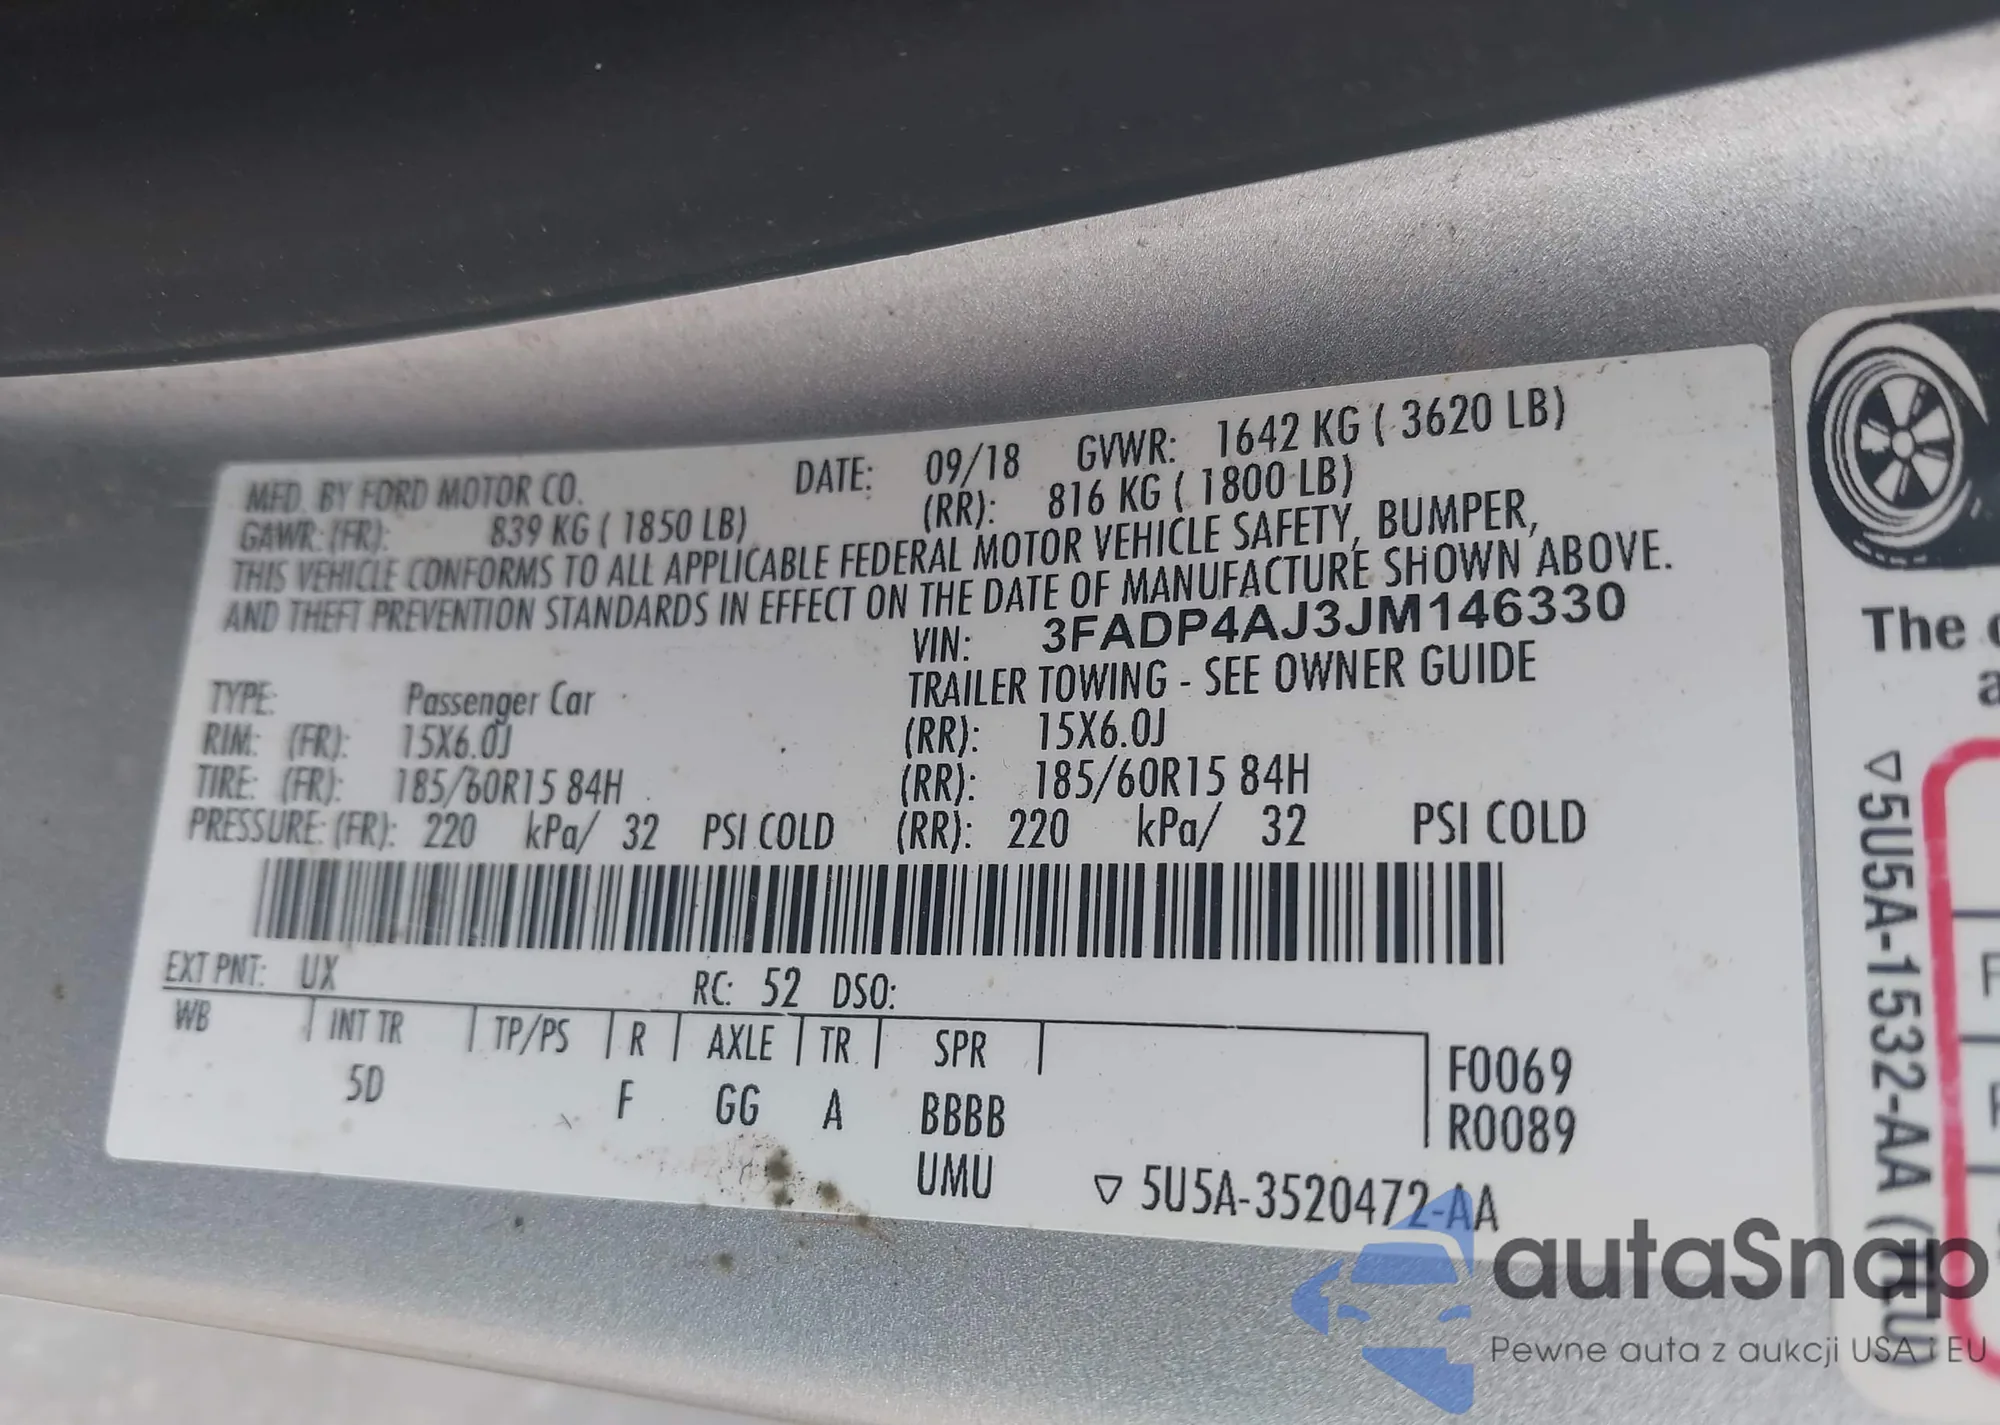 MFD. BY FORD MOTOR CO. DATE: 09/18 GVWR: 1642 KG ( 3620 LB)
GAWR: (FR): 839 KG ( 1850 LB) (RR): 816 KG ( 1800 LB)
THIS VEHICLE CONFORMS TO ALL APPLICABLE FEDERAL MOTOR VEHICLE SAFETY, BUMPER,
AND THEFT PREVENTION STANDARDS IN EFFECT ON THE DATE OF MANUFACTURE SHOWN ABOVE.
VIN: 3FADP4AJ3JM146330
TYPE: Passenger Car TRAILER TOWING - SEE OWNER GUIDE
RIM: (FR): 15X6.0J (RR): 15X6.0J
TIRE: (FR): 185/60R15 84H (RR): 185/60R15 84H
PRESSURE: (FR): 220 kPa/ 32 PSI COLD (RR): 220 kPa/ 32 PSI COLD
EXT PNT: UX RC: 52 DSO:
WB INT TR TP/PS R AXLE TR SPR
5D F GG A BBBB
UMU
F0069
R0089
▽ 5U5A-3520472-AA
The
▽5U5A-1532-AA
autaSnap
Pewne auta z aukcji USA i EU